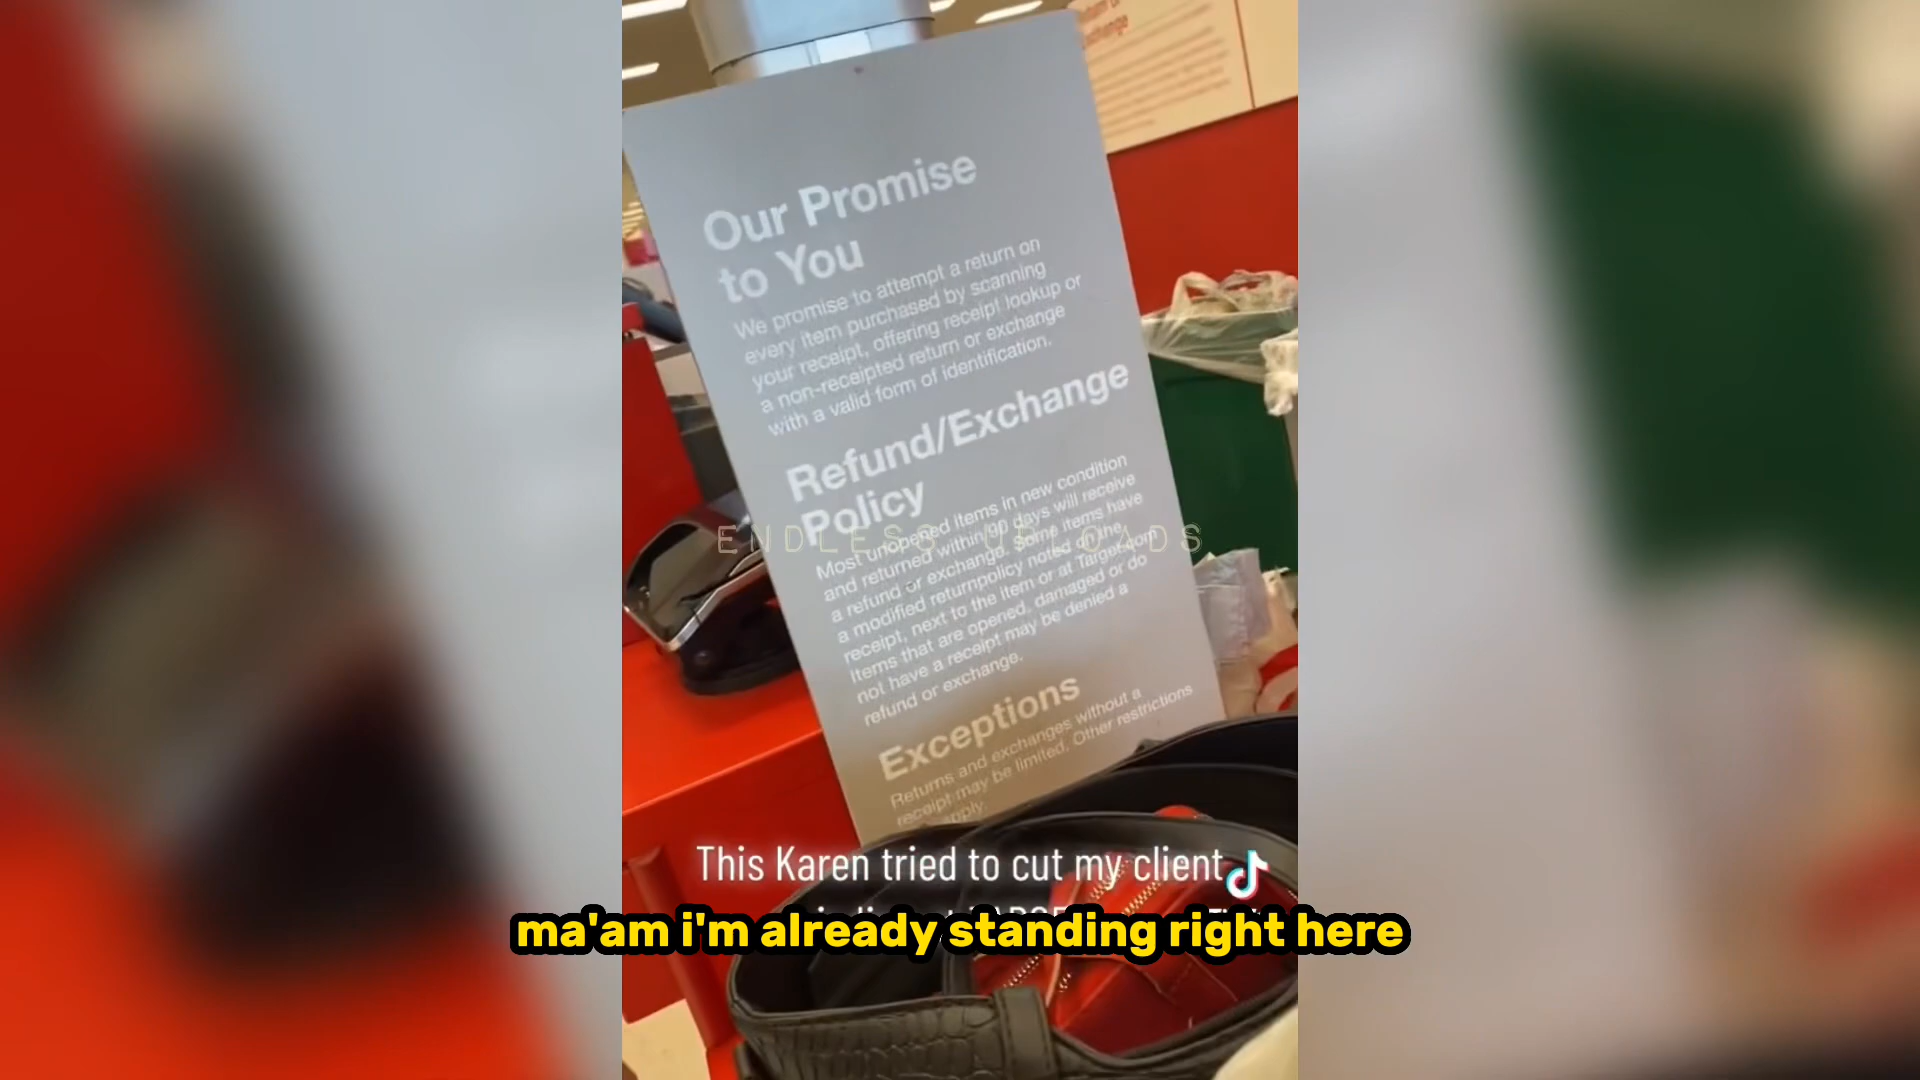 Our Promise
to You
We promise to attempt a return on
every item purchased by scanning
your receipt, offering receipt lookup or
a non-receipted return or exchange
with a valid form of identification.
Refund/Exchange
Policy
Most unopened items in new condition
and returned within 90 days will receive
a refund or exchange. some items have
a modified returnpolicy noted on the
receipt, next to the item or at Target.com
Items that are opened, damaged or do
not have a receipt may be denied a
refund or exchange.
Exceptions
Returns and exchanges without a
receipt may be limited. Other restrictions
apply.
ENDLESS UPLOADS
This Karen tried to cut my client
ma'am i'm already standing right here